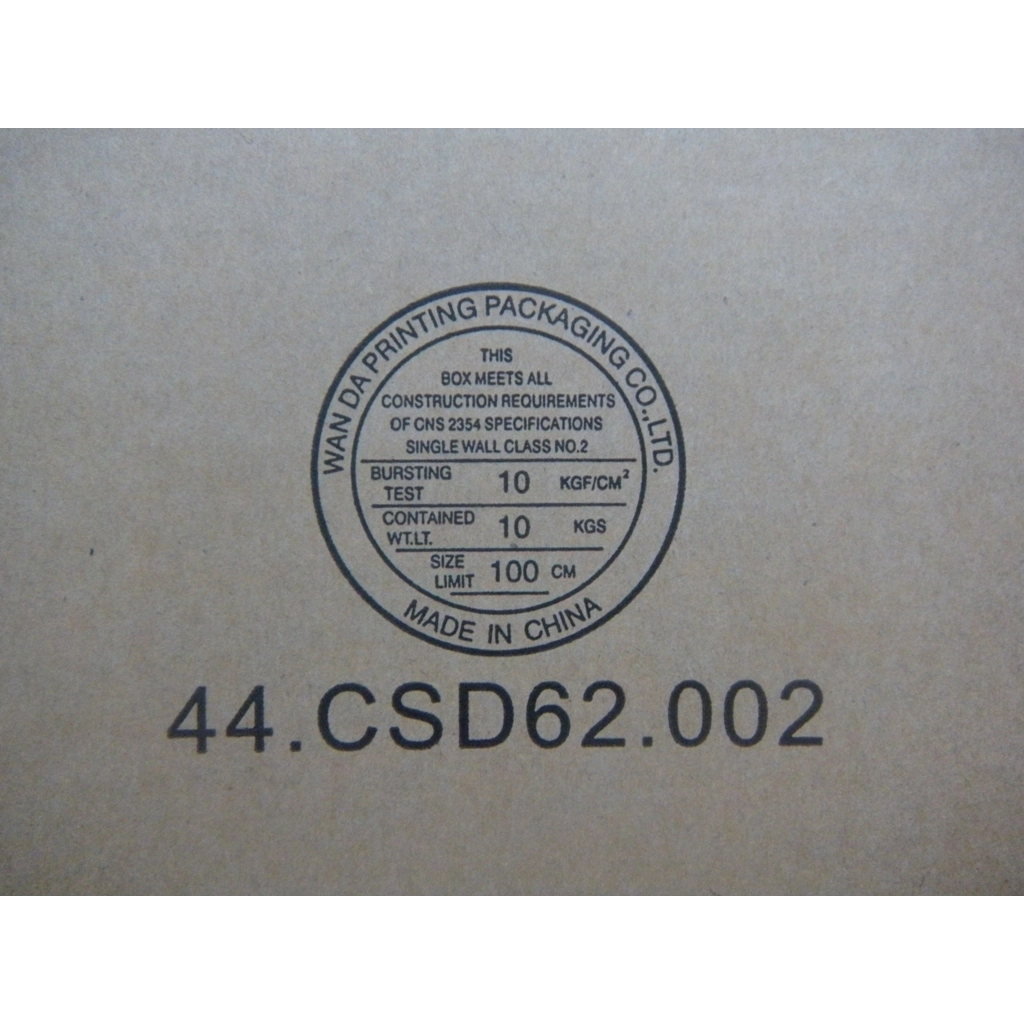 WAN DA PRINTING PACKAGING CO.,LTD.
THIS
BOX MEETS ALL
CONSTRUCTION REQUIREMENTS
OF CNS 2354 SPECIFICATIONS
SINGLE WALL CLASS NO.2
BURSTING TEST 10 KGF/CM²
CONTAINED WT.LT. 10 KGS
SIZE LIMIT 100 CM
MADE IN CHINA
44.CSD62.002